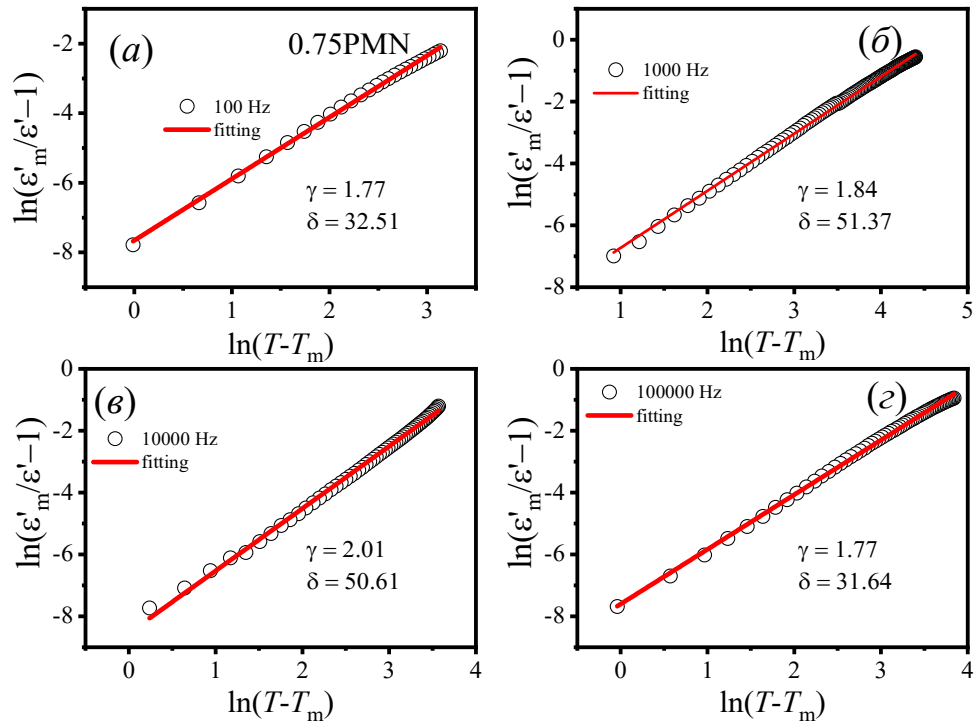 (а)
0.75PMN
100 Hz
fitting
γ = 1.77
δ = 32.51
-2
-4
-6
-8
0 1 2 3
ln(ε'm/ε'−1)
ln(T-Tm)
(б)
1000 Hz
fitting
γ = 1.84
δ = 51.37
0
-2
-4
-6
-8
1 2 3 4 5
ln(ε'm/ε'−1)
ln(T-Tm)
(в)
10000 Hz
fitting
γ = 2.01
δ = 50.61
0
-2
-4
-6
-8
0 1 2 3 4
ln(ε'm/ε'−1)
ln(T-Tm)
(г)
100000 Hz
fitting
γ = 1.77
δ = 31.64
0
-2
-4
-6
-8
0 1 2 3 4
ln(ε'm/ε'−1)
ln(T-Tm)